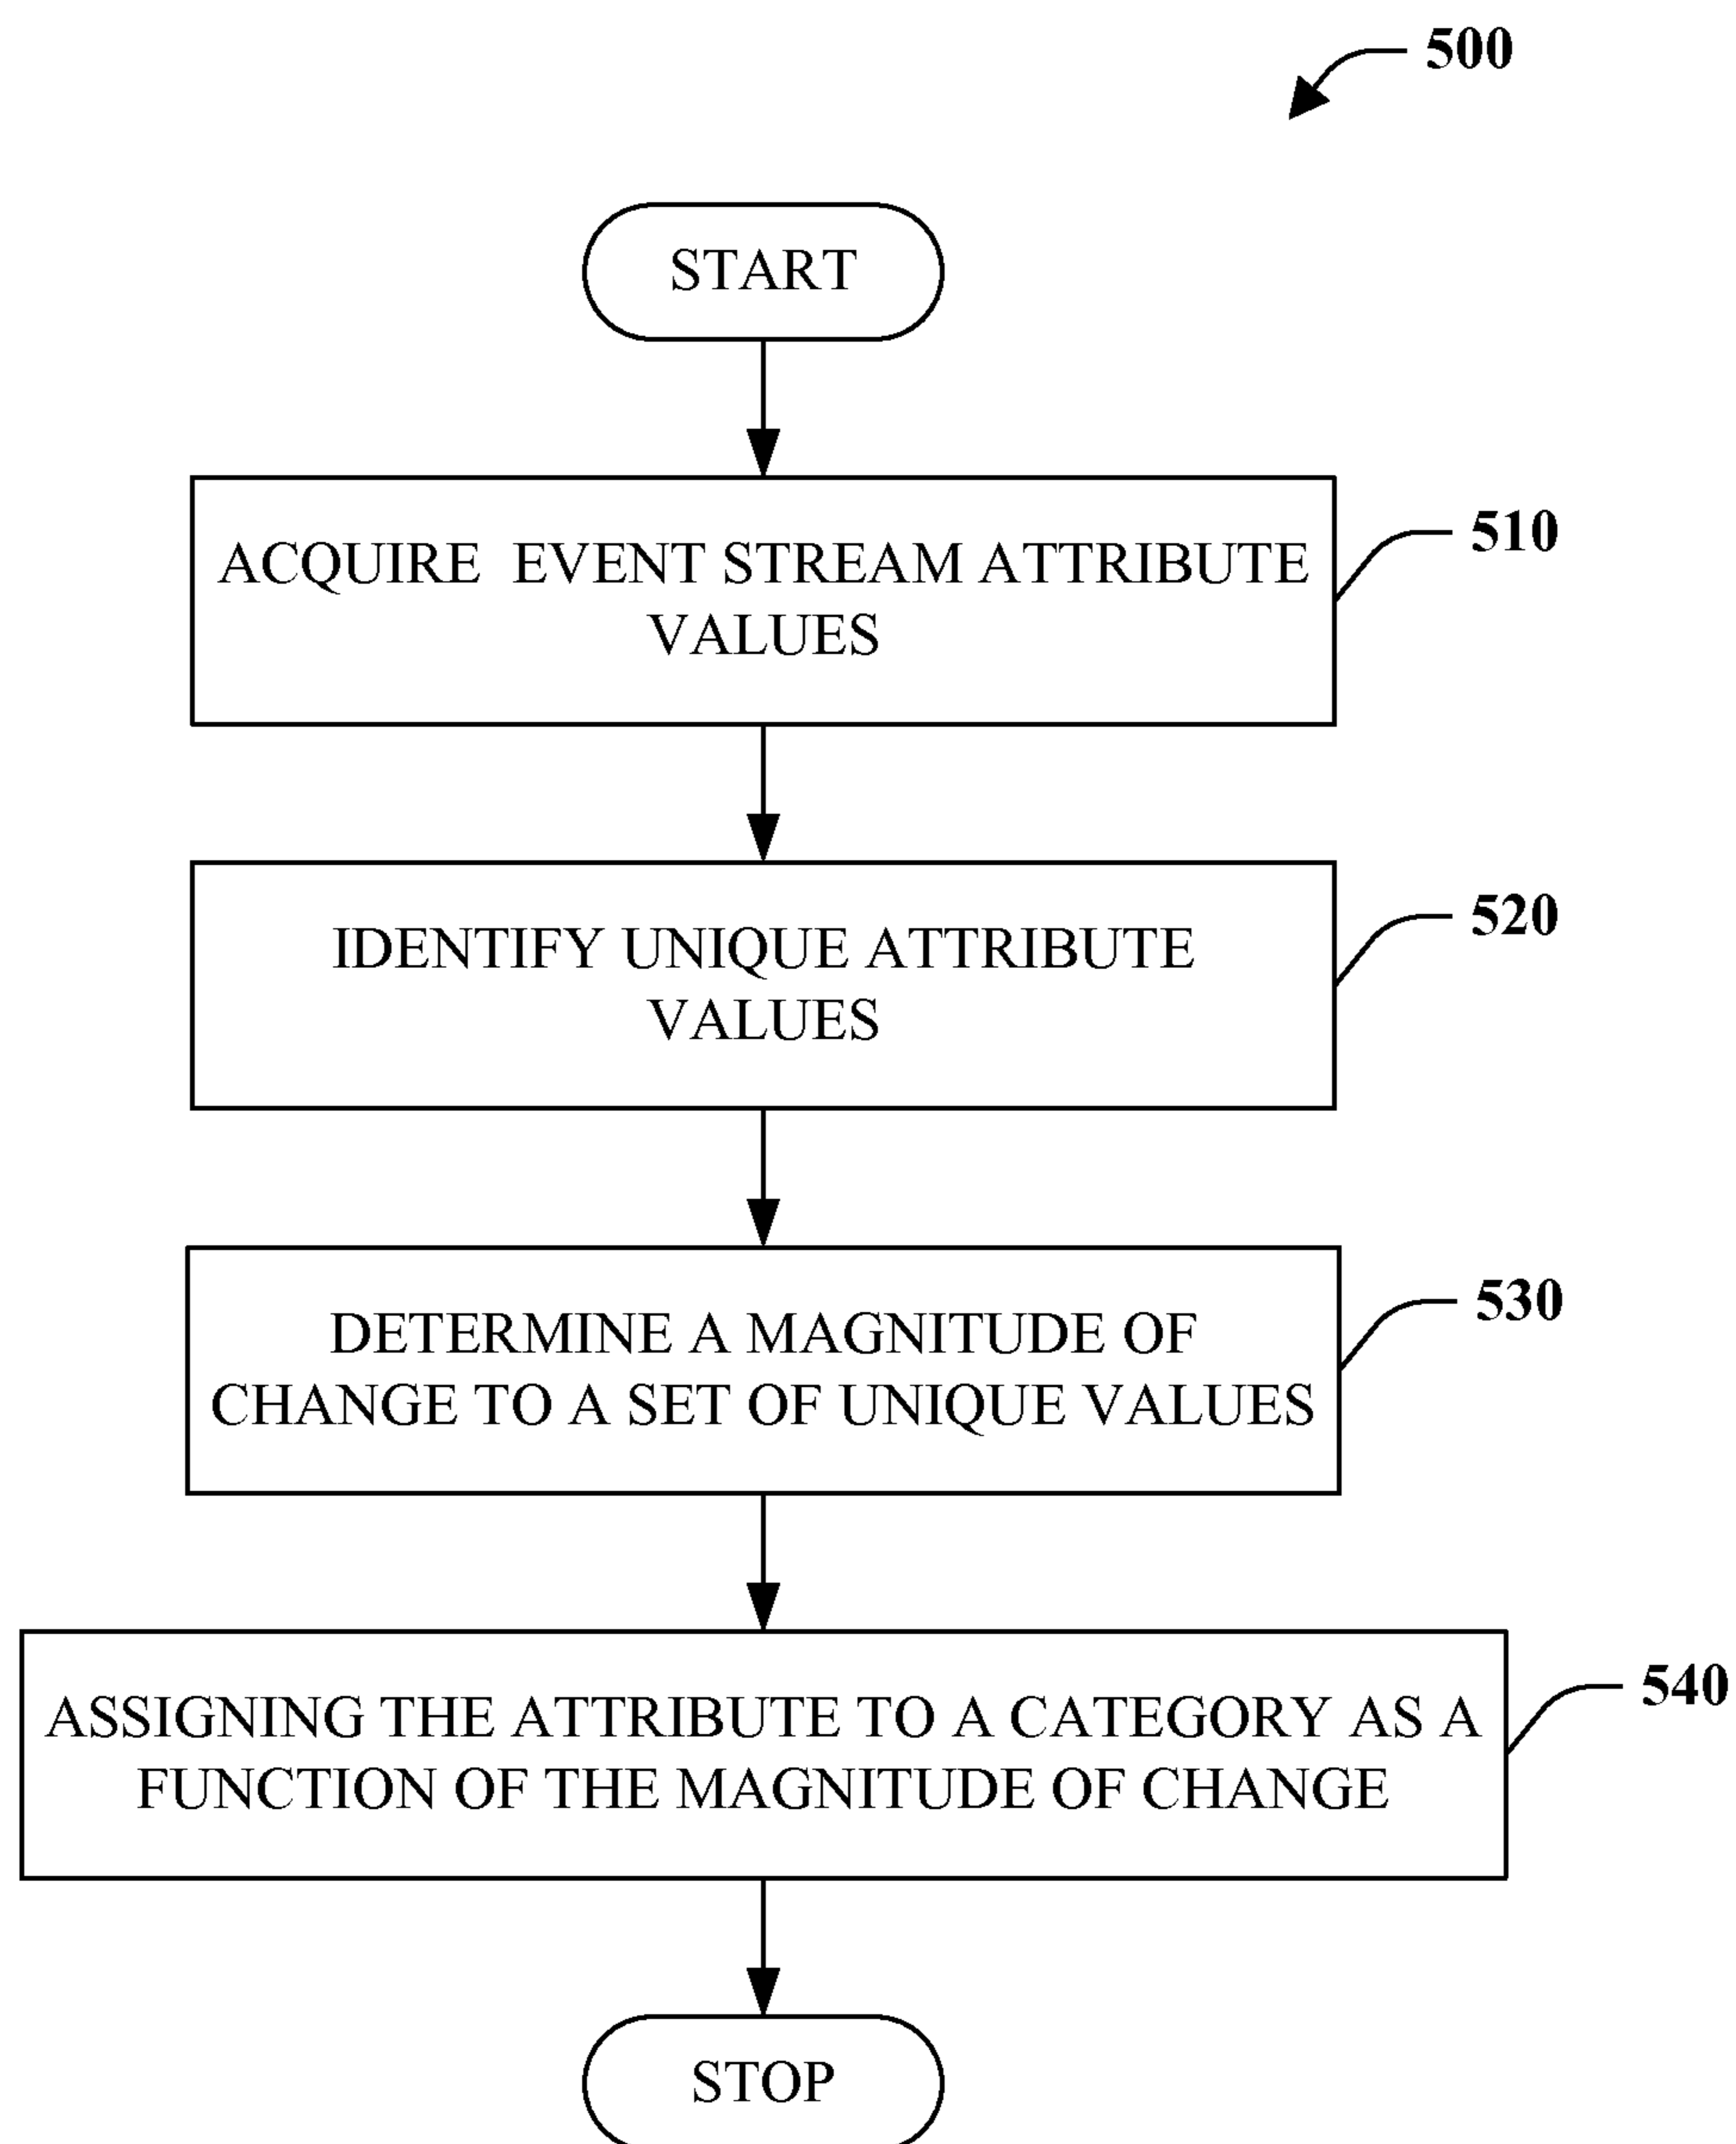 500
START
ACQUIRE EVENT STREAM ATTRIBUTE
VALUES
510
IDENTIFY UNIQUE ATTRIBUTE
VALUES
520
DETERMINE A MAGNITUDE OF
CHANGE TO A SET OF UNIQUE VALUES
530
ASSIGNING THE ATTRIBUTE TO A CATEGORY AS A
FUNCTION OF THE MAGNITUDE OF CHANGE
540
STOP